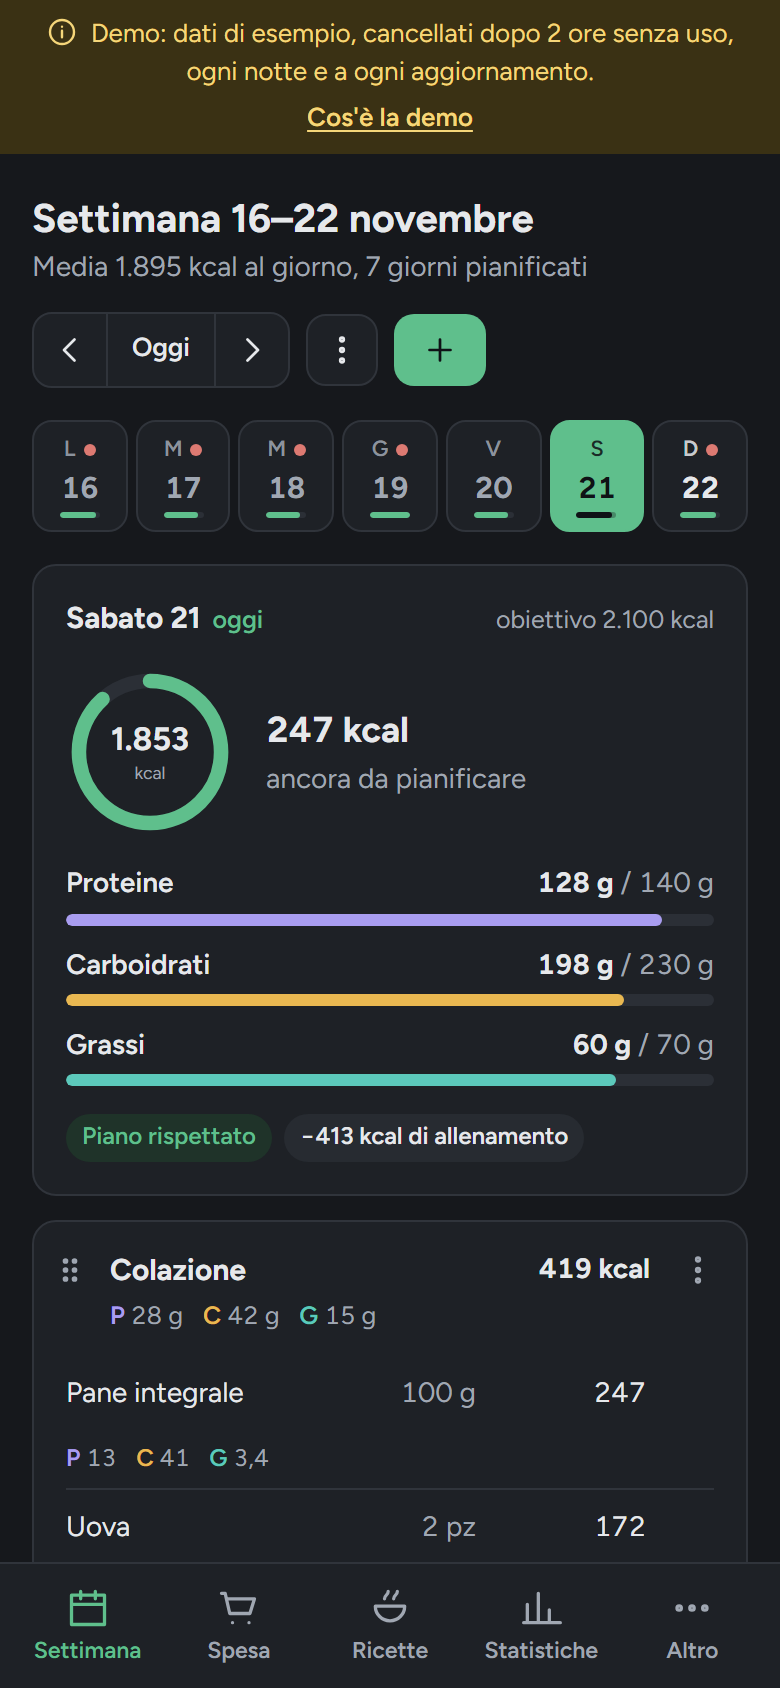 Demo: dati di esempio, cancellati dopo 2 ore senza uso,
ogni notte e a ogni aggiornamento.
Cos'è la demo
Settimana 16–22 novembre
Media 1.895 kcal al giorno, 7 giorni pianificati
Oggi
L M M G V S D
16 17 18 19 20 21 22
Sabato 21 oggi obiettivo 2.100 kcal
1.853
kcal
247 kcal
ancora da pianificare
Proteine 128 g / 140 g
Carboidrati 198 g / 230 g
Grassi 60 g / 70 g
Piano rispettato −413 kcal di allenamento
Colazione 419 kcal
P 28 g C 42 g G 15 g
Pane integrale 100 g 247
P 13 C 41 G 3,4
Uova 2 pz 172
Settimana Spesa Ricette Statistiche Altro